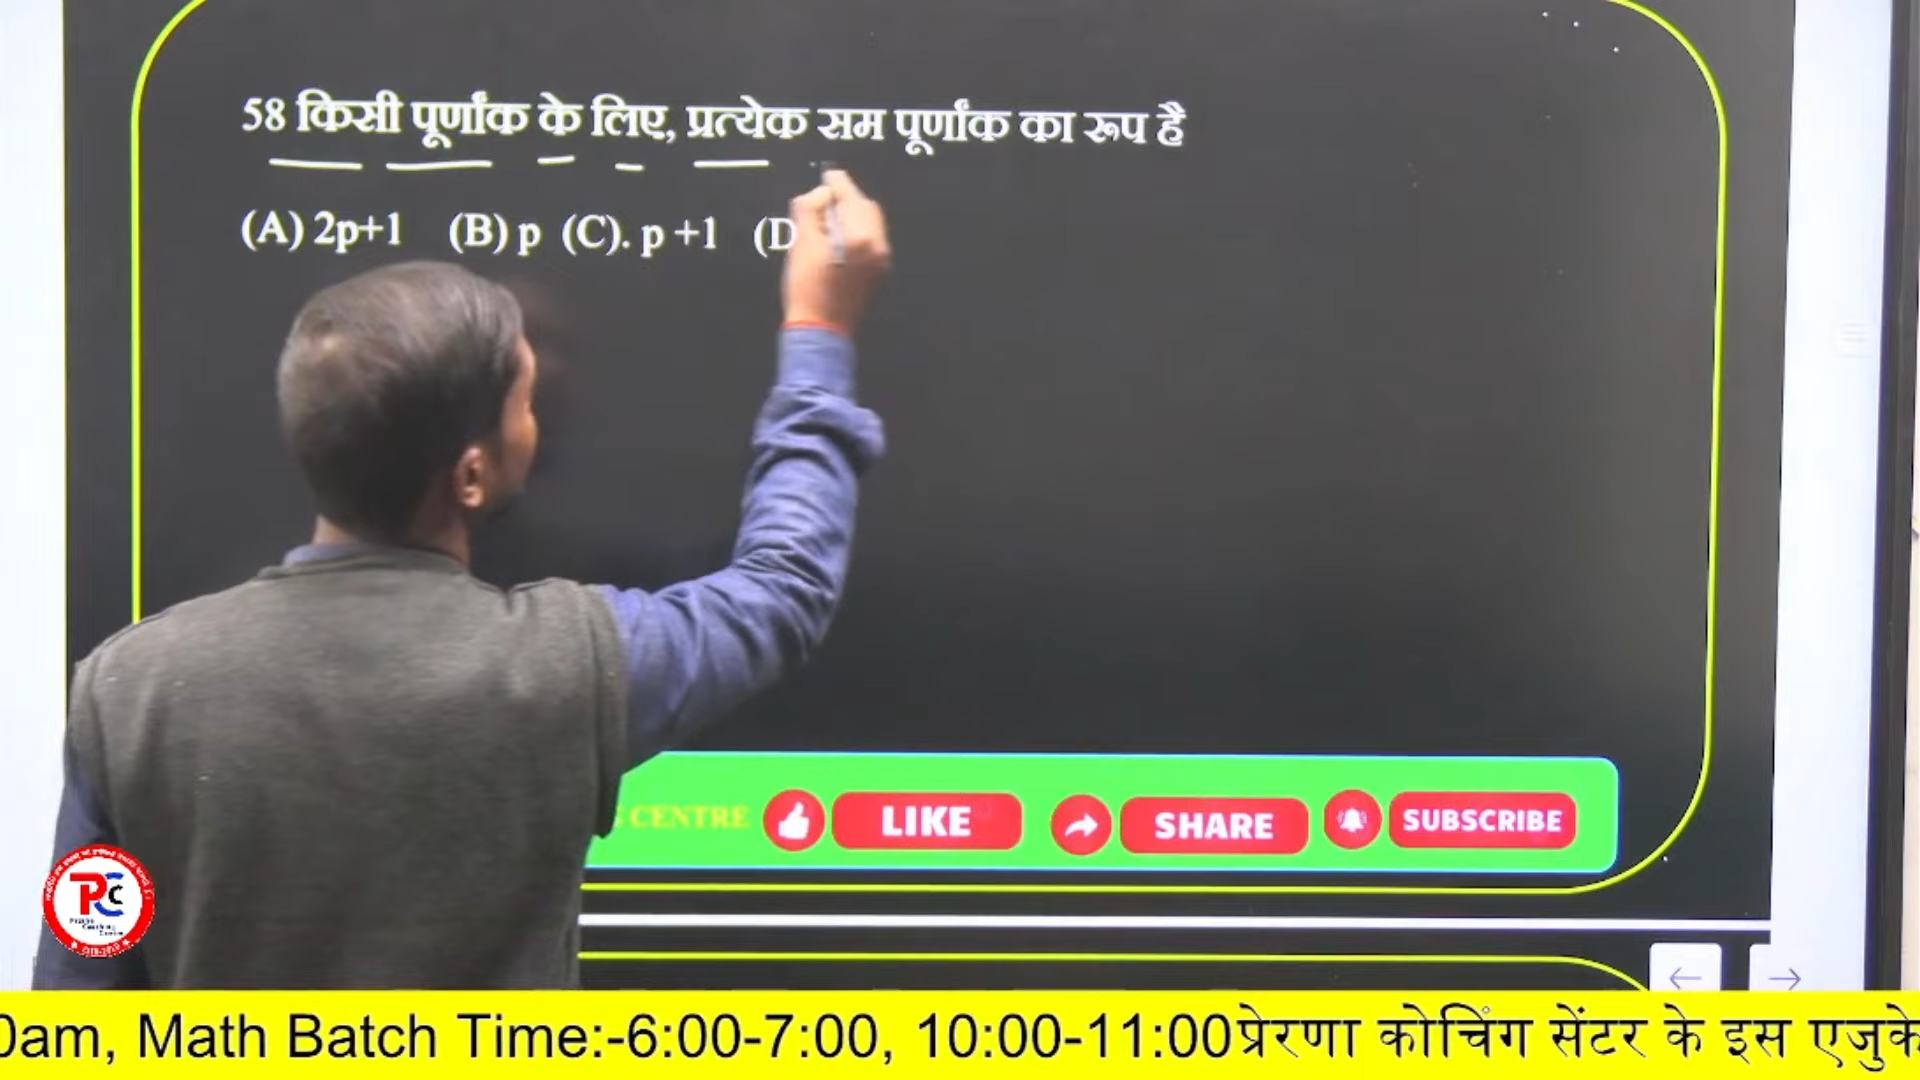 58 किसी पूर्णांक के लिए, प्रत्येक सम पूर्णांक का रूप है
(A) 2p+1 (B) p (C). p +1 (D
CENTRE LIKE SHARE SUBSCRIBE
PCC
0am, Math Batch Time:-6:00-7:00, 10:00-11:00प्रेरणा कोचिंग सेंटर के इस एजुके